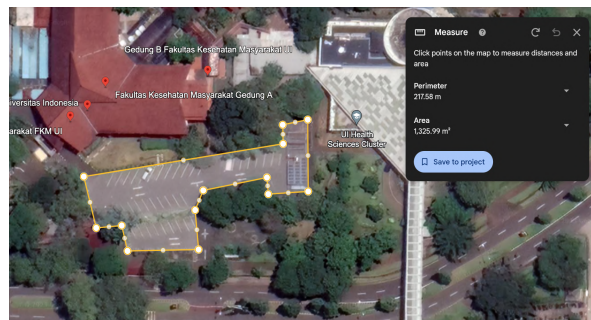 Measure
Click points on the map to measure distances and
area
Perimeter
217.58 m
Area
1,325.99 m²
Save to project
Gedung B Fakultas Kesehatan Masyarakat UI
Fakultas Kesehatan Masyarakat Gedung A
iversitas Indonesia
arakat FKM UI
UI Health
Sciences Cluster